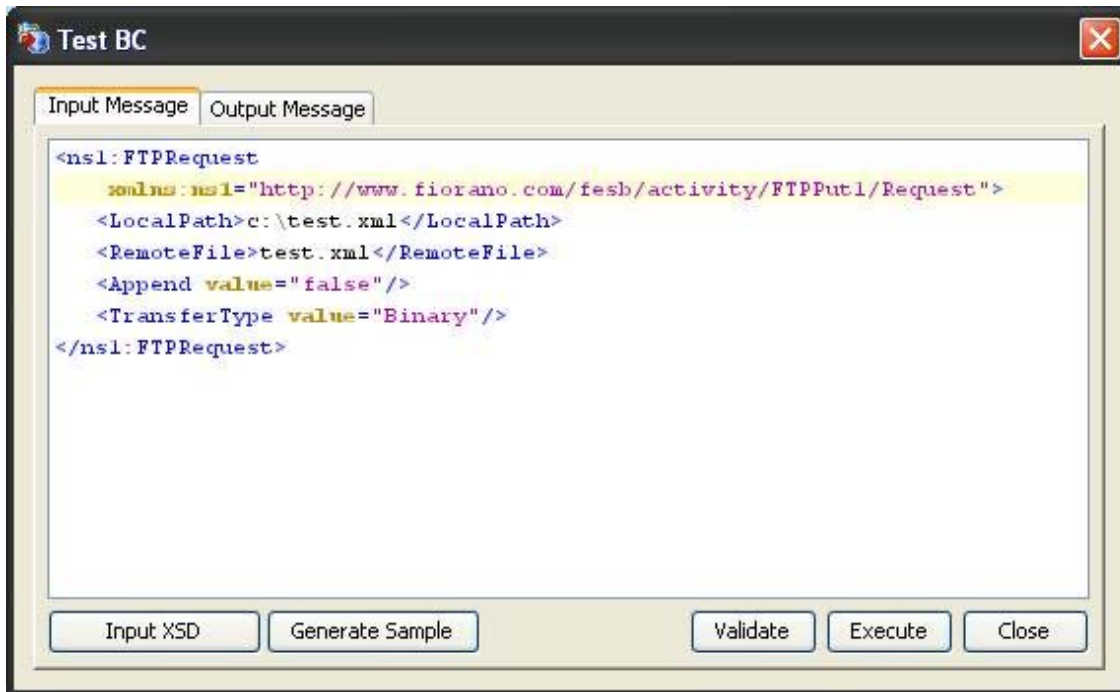 Test BC
Input Message Output Message
<ns1:FTPRequest
xmlns:ns1="http://www.fiorano.com/fesb/activity/FTPPut1/Request">
<LocalPath>c:\test.xml</LocalPath>
<RemoteFile>test.xml</RemoteFile>
<Append value="false"/>
<TransferType value="Binary"/>
</ns1:FTPRequest>
Input XSD Generate Sample Validate Execute Close